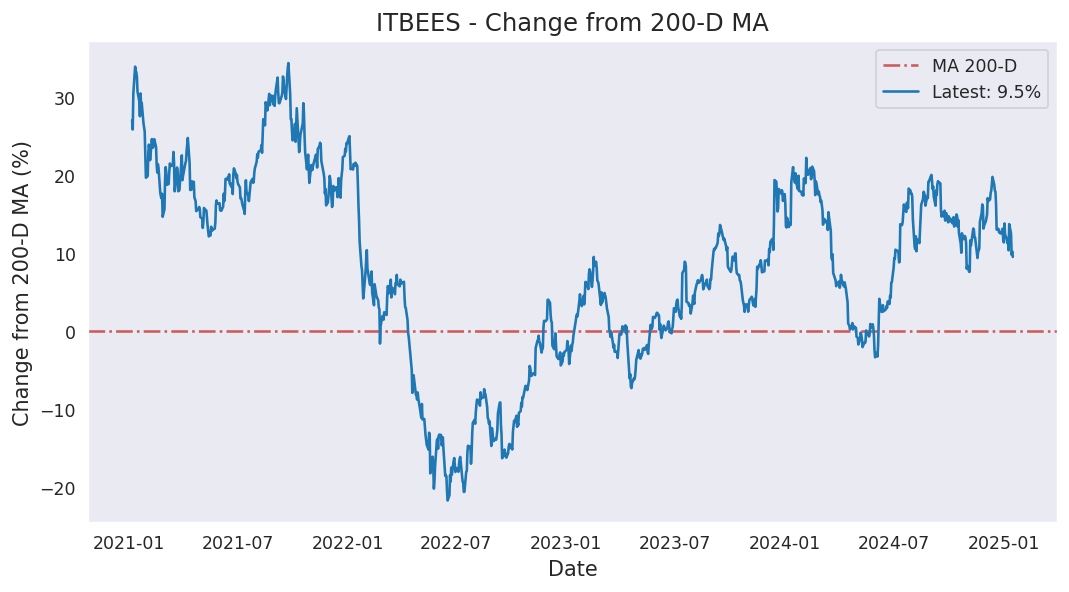 ITBEES - Change from 200-D MA
MA 200-D
Latest: 9.5%
Change from 200-D MA (%)
30
20
10
0
−10
−20
2021-01 2021-07 2022-01 2022-07 2023-01 2023-07 2024-01 2024-07 2025-01
Date